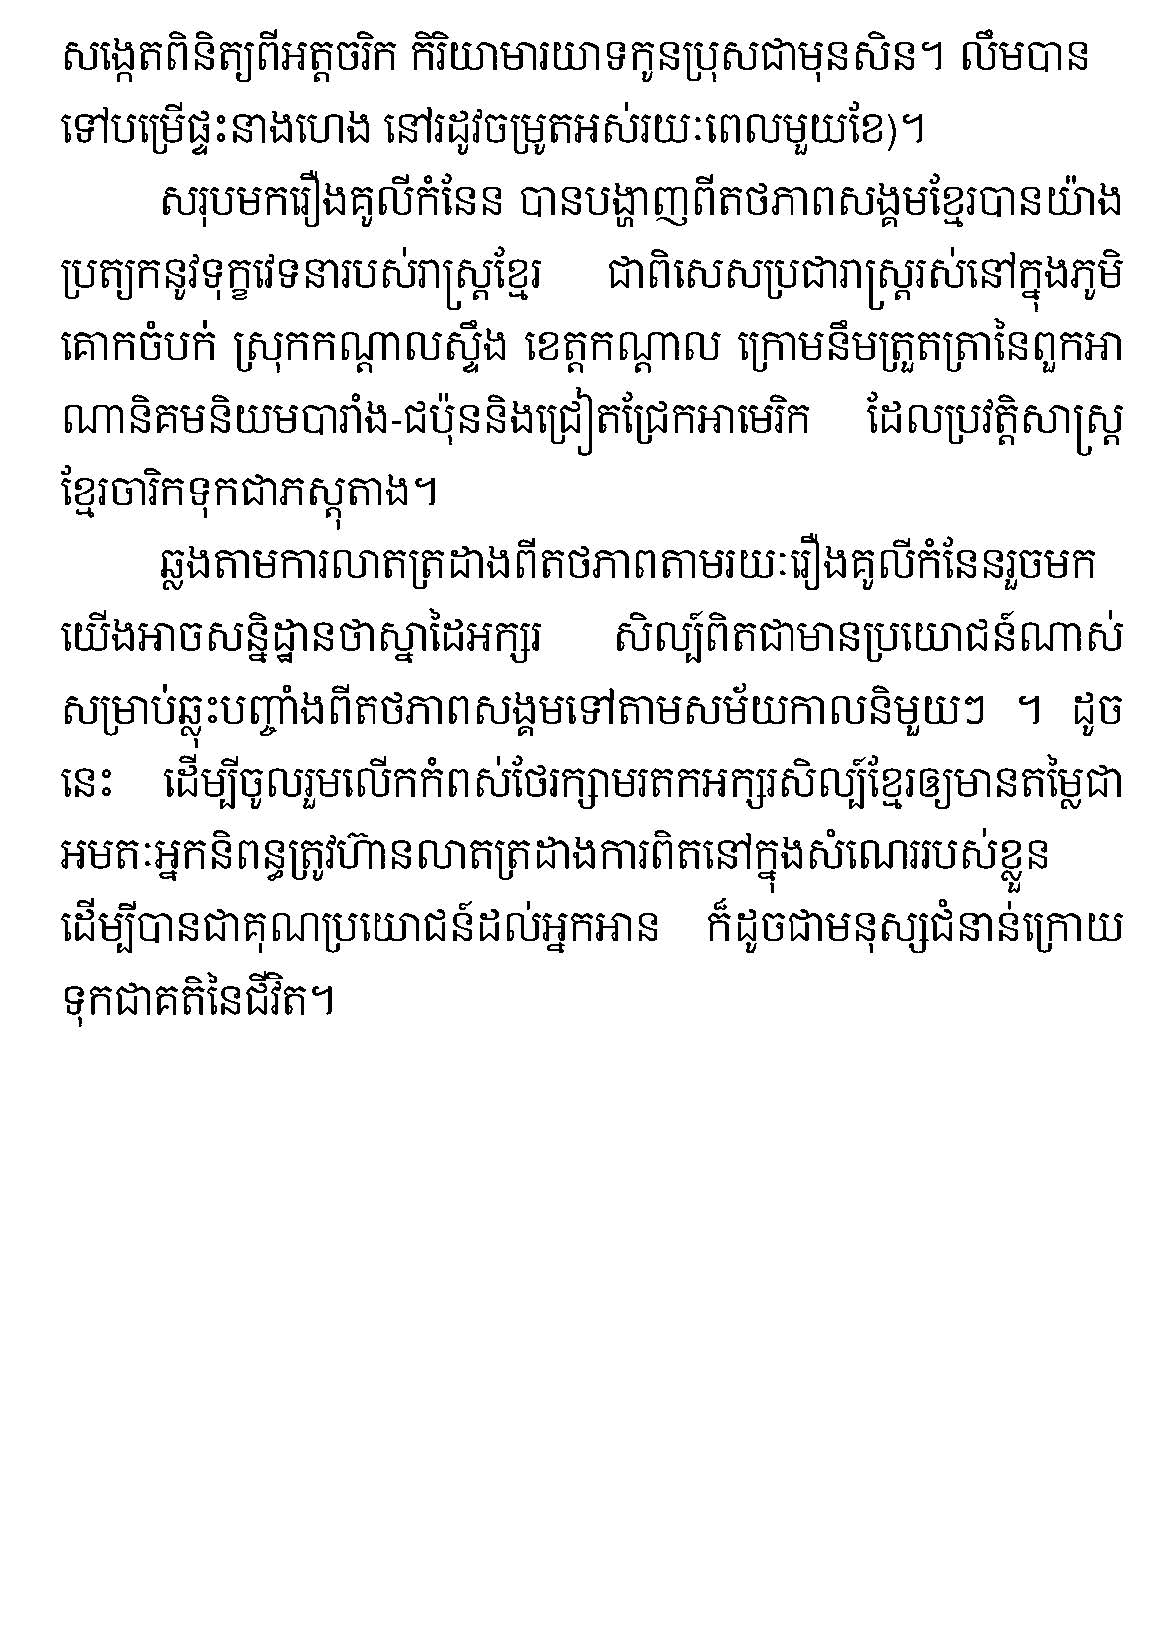 សង្កេតពិនិត្យពីអត្តចរិក កិរិយាមារយាទកូនប្រុសជាមុនសិន។ លឹមបាន
ទៅបម្រើផ្ទះនាងហេង នៅរដូវចម្រូតអស់រយៈពេលមួយខែ)។
សរុបមករឿងគូលីកំនែន បានបង្ហាញពីតថភាពសង្គមខ្មែរបានយ៉ាង
ប្រត្យកនូវទុក្ខវេទនារបស់រាស្ត្រខ្មែរ ជាពិសេសប្រជារាស្ត្ររស់នៅក្នុងភូមិ
គោកចំបក់ ស្រុកកណ្តាលស្ទឹង ខេត្តកណ្តាល ក្រោមនឹមត្រួតត្រានៃពួកអា
ណានិគមនិយមបារាំង-ជប៉ុននិងជ្រៀតជ្រែកអាមេរិក ដែលប្រវត្តិសាស្ត្រ
ខ្មែរចារិកទុកជាភស្តុតាង។
ឆ្លងតាមការលាតត្រដាងពីតថភាពតាមរយៈរឿងគូលីកំនែនរួចមក
យើងអាចសន្និដ្ឋានថាស្នាដៃអក្សរ សិល្ប៍ពិតជាមានប្រយោជន៍ណាស់
សម្រាប់ឆ្លុះបញ្ចាំងពីតថភាពសង្គមទៅតាមសម័យកាលនិមួយៗ ។ ដូច
នេះ ដើម្បីចូលរួមលើកកំពស់ថែរក្សាមរតកអក្សរសិល្ប៍ខ្មែរឲ្យមានតម្លៃជា
អមតៈអ្នកនិពន្ធត្រូវហ៊ានលាតត្រដាងការពិតនៅក្នុងសំណេររបស់ខ្លួន
ដើម្បីបានជាគុណប្រយោជន៍ដល់អ្នកអាន ក៏ដូចជាមនុស្សជំនាន់ក្រោយ
ទុកជាគតិនៃជីវិត។